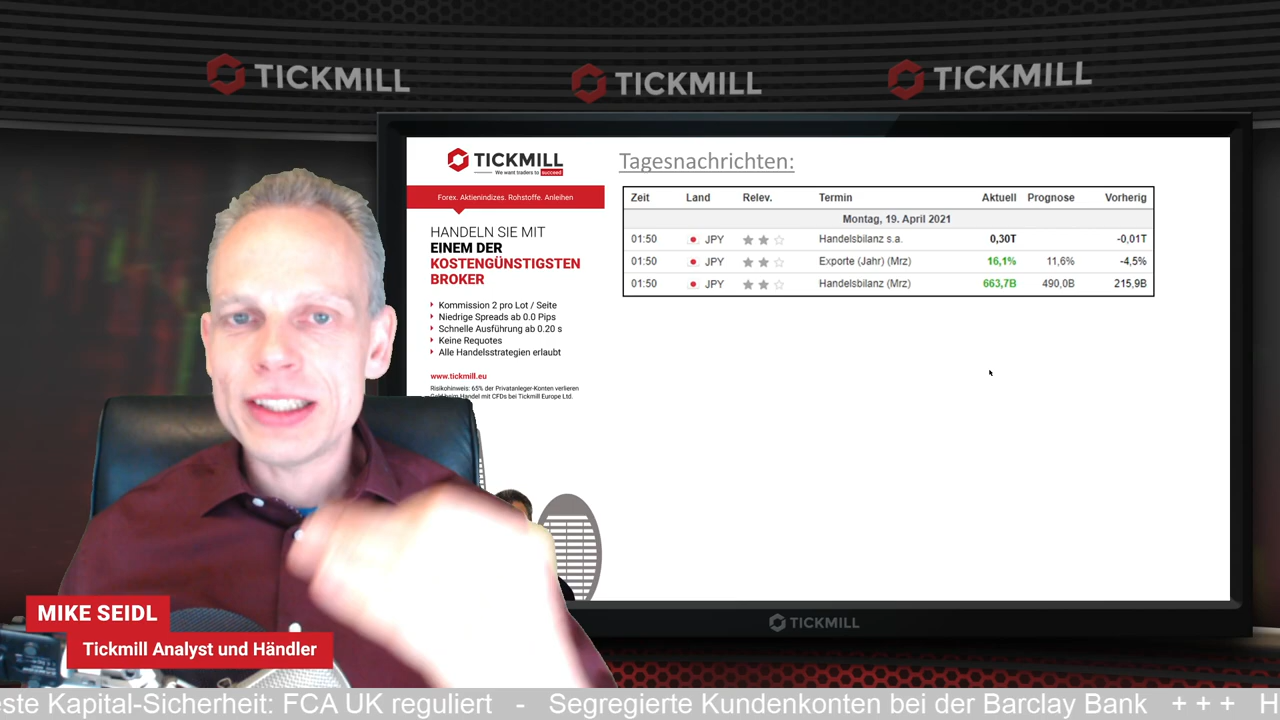 TICKMILL
TICKMILL
TICKMILL
TICKMILL
We want traders to succeed
Forex. Aktienindizes. Rohstoffe. Anleihen
HANDELN SIE MIT
EINEM DER
KOSTENGÜNSTIGSTEN
BROKER
Kommission 2 pro Lot / Seite
Niedrige Spreads ab 0.0 Pips
Schnelle Ausführung ab 0.20 s
Keine Requotes
Alle Handelsstrategien erlaubt
www.tickmill.eu
Risikohinweis: 65% der Privatanleger-Konten verlieren
Geld beim Handel mit CFDs bei Tickmill Europe Ltd.
Tagesnachrichten:
Zeit Land Relev. Termin Aktuell Prognose Vorherig
Montag, 19. April 2021
01:50 JPY Handelsbilanz s.a. 0,30T -0,01T
01:50 JPY Exporte (Jahr) (Mrz) 16,1% 11,6% -4,5%
01:50 JPY Handelsbilanz (Mrz) 663,7B 490,0B 215,9B
TICKMILL
MIKE SEIDL
Tickmill Analyst und Händler
ste Kapital-Sicherheit: FCA UK reguliert - Segregierte Kundenkonten bei der Barclay Bank +++ H